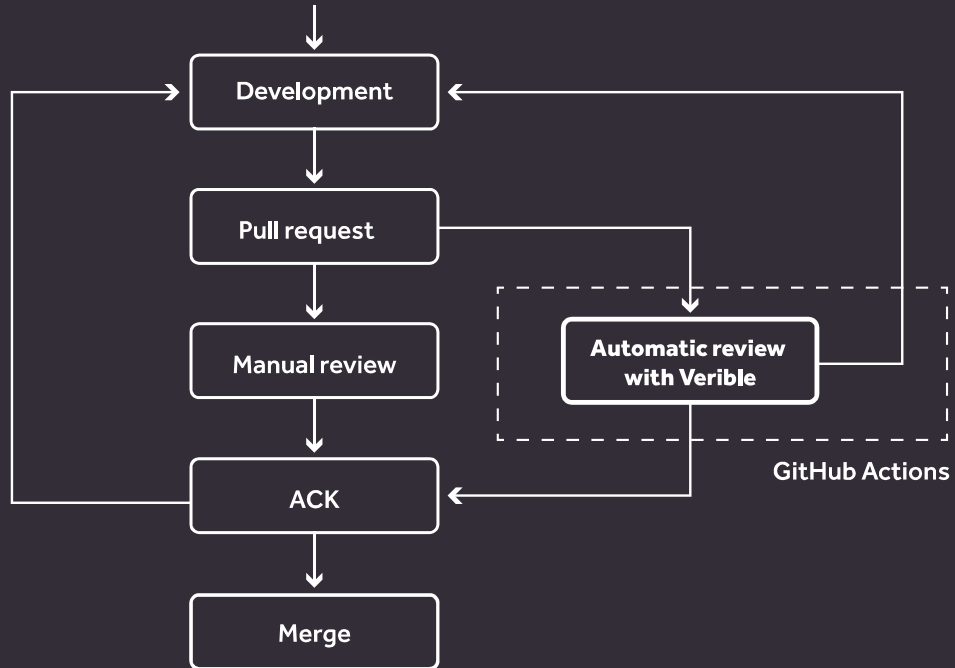 Development
Pull request
Manual review
Automatic review
with Verible
GitHub Actions
ACK
Merge